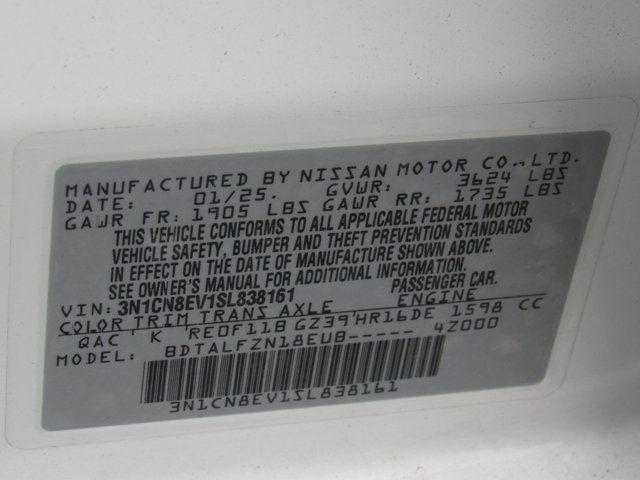 MANUFACTURED BY NISSAN MOTOR CO., LTD.
DATE: 01/25. GVWR: 3624 LBS
GAWR FR: 1905 LBS GAWR RR: 1735 LBS
THIS VEHICLE CONFORMS TO ALL APPLICABLE FEDERAL MOTOR
VEHICLE SAFETY, BUMPER AND THEFT PREVENTION STANDARDS
IN EFFECT ON THE DATE OF MANUFACTURE SHOWN ABOVE.
SEE OWNER'S MANUAL FOR ADDITIONAL INFORMATION.
VIN: 3N1CN8EV1SL838161 PASSENGER CAR.
COLOR TRIM TRANS AXLE ENGINE
QAC ' K ' RE0F11B GZ39'HR16DE 1598 CC
MODEL: BDTALFZN18EUB----- 4Z000
3N1CN8EV1SL838161